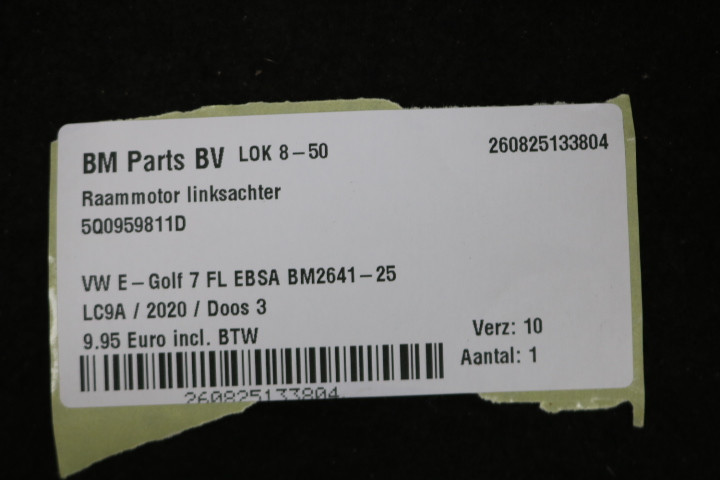 BM Parts BV LOK 8-50 260825133804
Raammotor linksachter
5Q0959811D
VW E-Golf 7 FL EBSA BM2641-25
LC9A / 2020 / Doos 3
9.95 Euro incl. BTW Verz: 10
Aantal: 1
260825133804